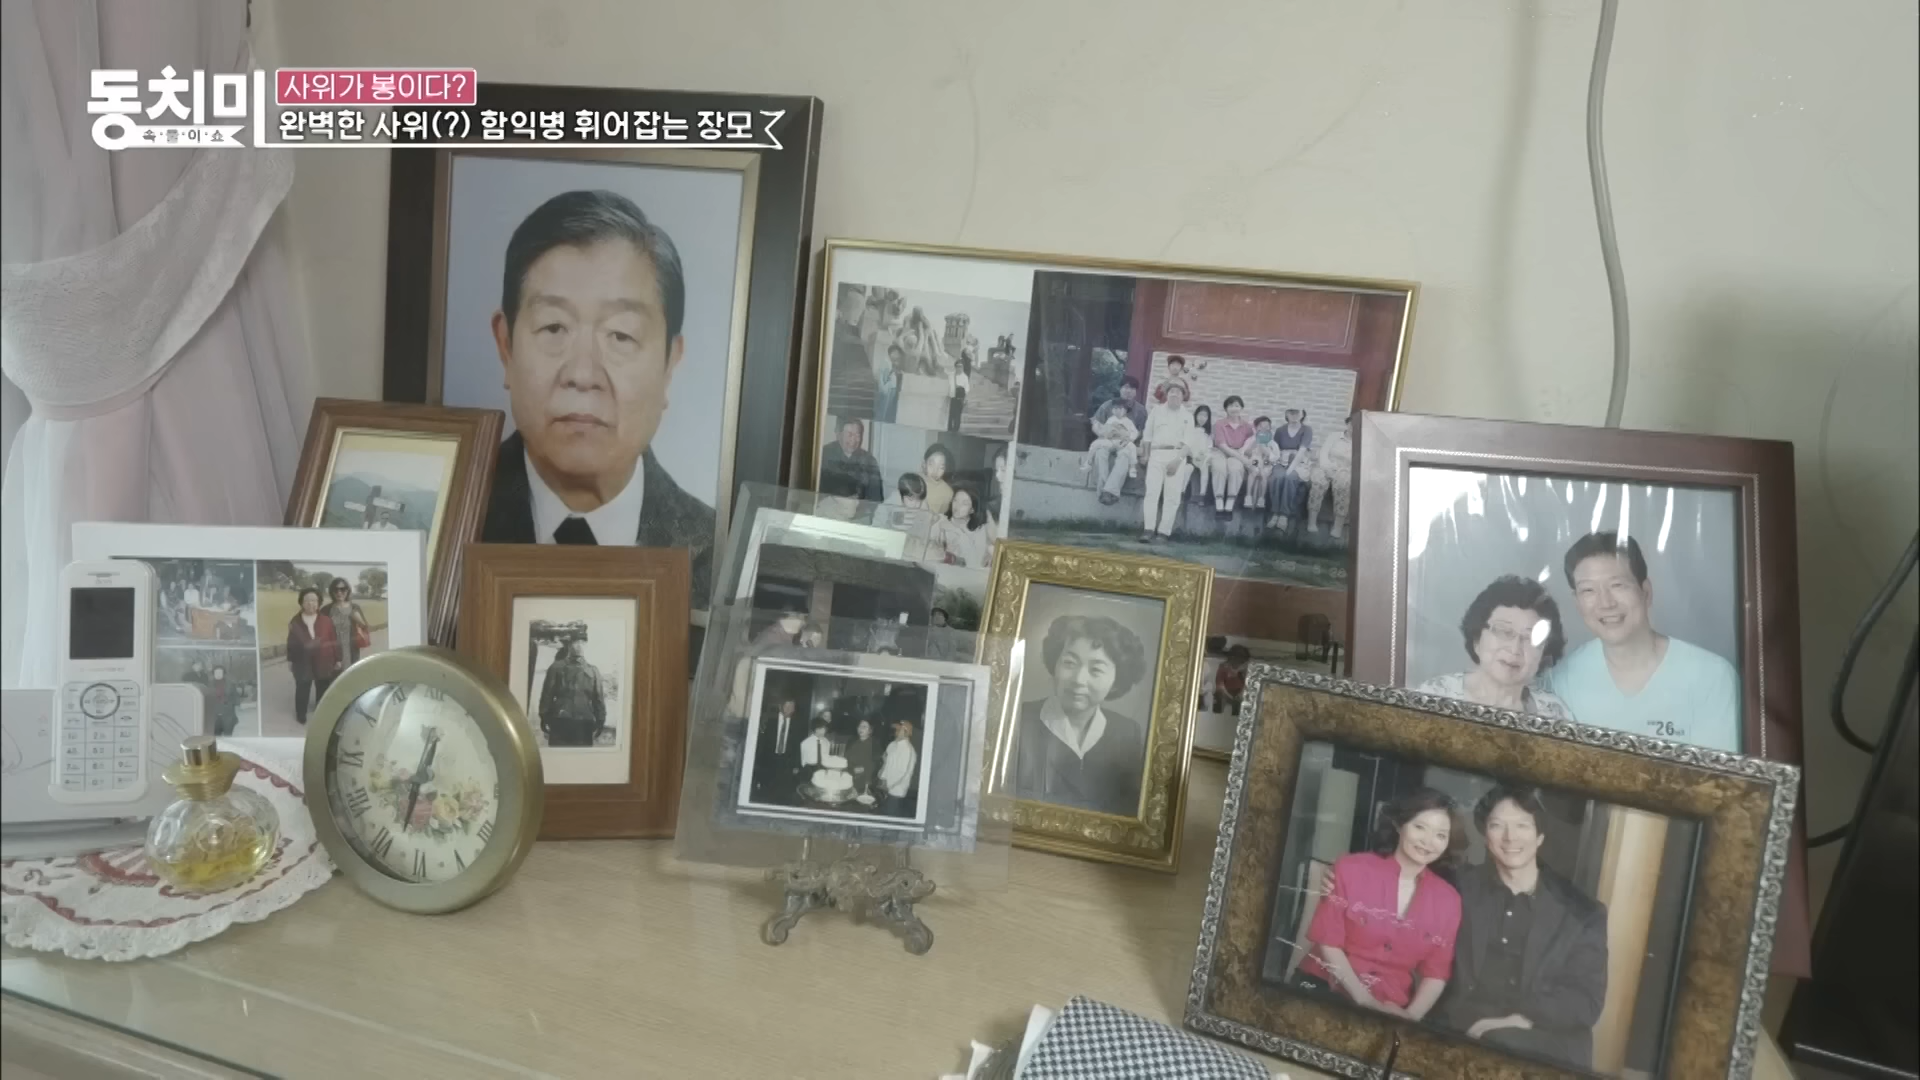 동치미
속·풀·이·쇼
사위가 봉이다?
완벽한 사위(?) 함익병 휘어잡는 장모
26